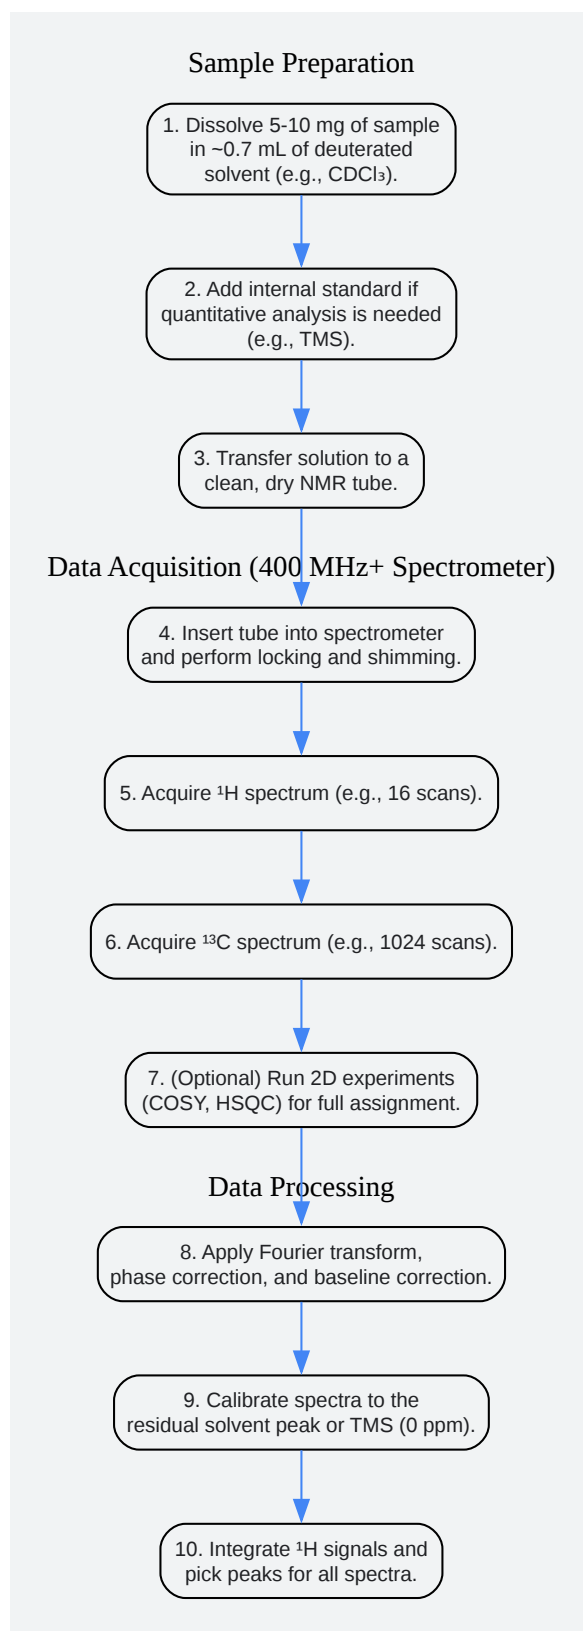 Sample Preparation
1. Dissolve 5-10 mg of sample
in ~0.7 mL of deuterated
solvent (e.g., CDCl₃).
2. Add internal standard if
quantitative analysis is needed
(e.g., TMS).
3. Transfer solution to a
clean, dry NMR tube.
Data Acquisition (400 MHz+ Spectrometer)
4. Insert tube into spectrometer
and perform locking and shimming.
5. Acquire ¹H spectrum (e.g., 16 scans).
6. Acquire ¹³C spectrum (e.g., 1024 scans).
7. (Optional) Run 2D experiments
(COSY, HSQC) for full assignment.
Data Processing
8. Apply Fourier transform,
phase correction, and baseline correction.
9. Calibrate spectra to the
residual solvent peak or TMS (0 ppm).
10. Integrate ¹H signals and
pick peaks for all spectra.